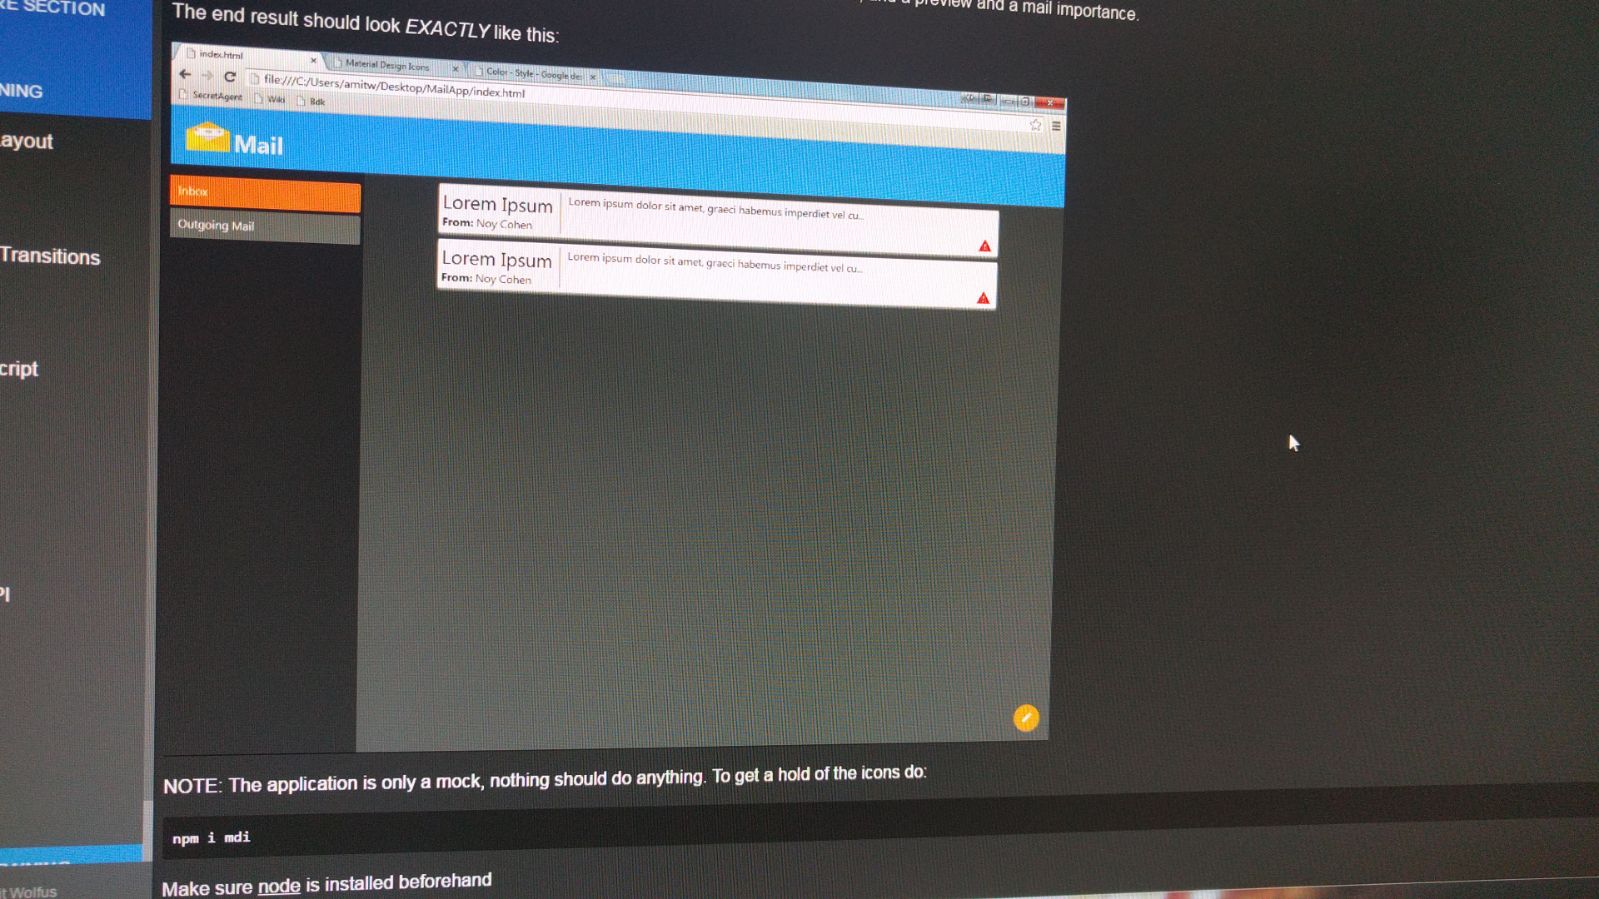 RE SECTION
NING
ayout
Transitions
cript
PI
it Wolfus
and a preview and a mail importance.
The end result should look EXACTLY like this:
index.html
Material Design Icons
Color - Style - Google de
file:///C:/Users/amitw/Desktop/MailApp/index.html
SecretAgent
Wiki
Bdk
Mail
Inbox
Outgoing Mail
Lorem Ipsum
From: Noy Cohen
Lorem ipsum dolor sit amet, graeci habemus imperdiet vel cu...
Lorem Ipsum
From: Noy Cohen
Lorem ipsum dolor sit amet, graeci habemus imperdiet vel cu...
NOTE: The application is only a mock, nothing should do anything. To get a hold of the icons do:
npm i mdi
Make sure node is installed beforehand